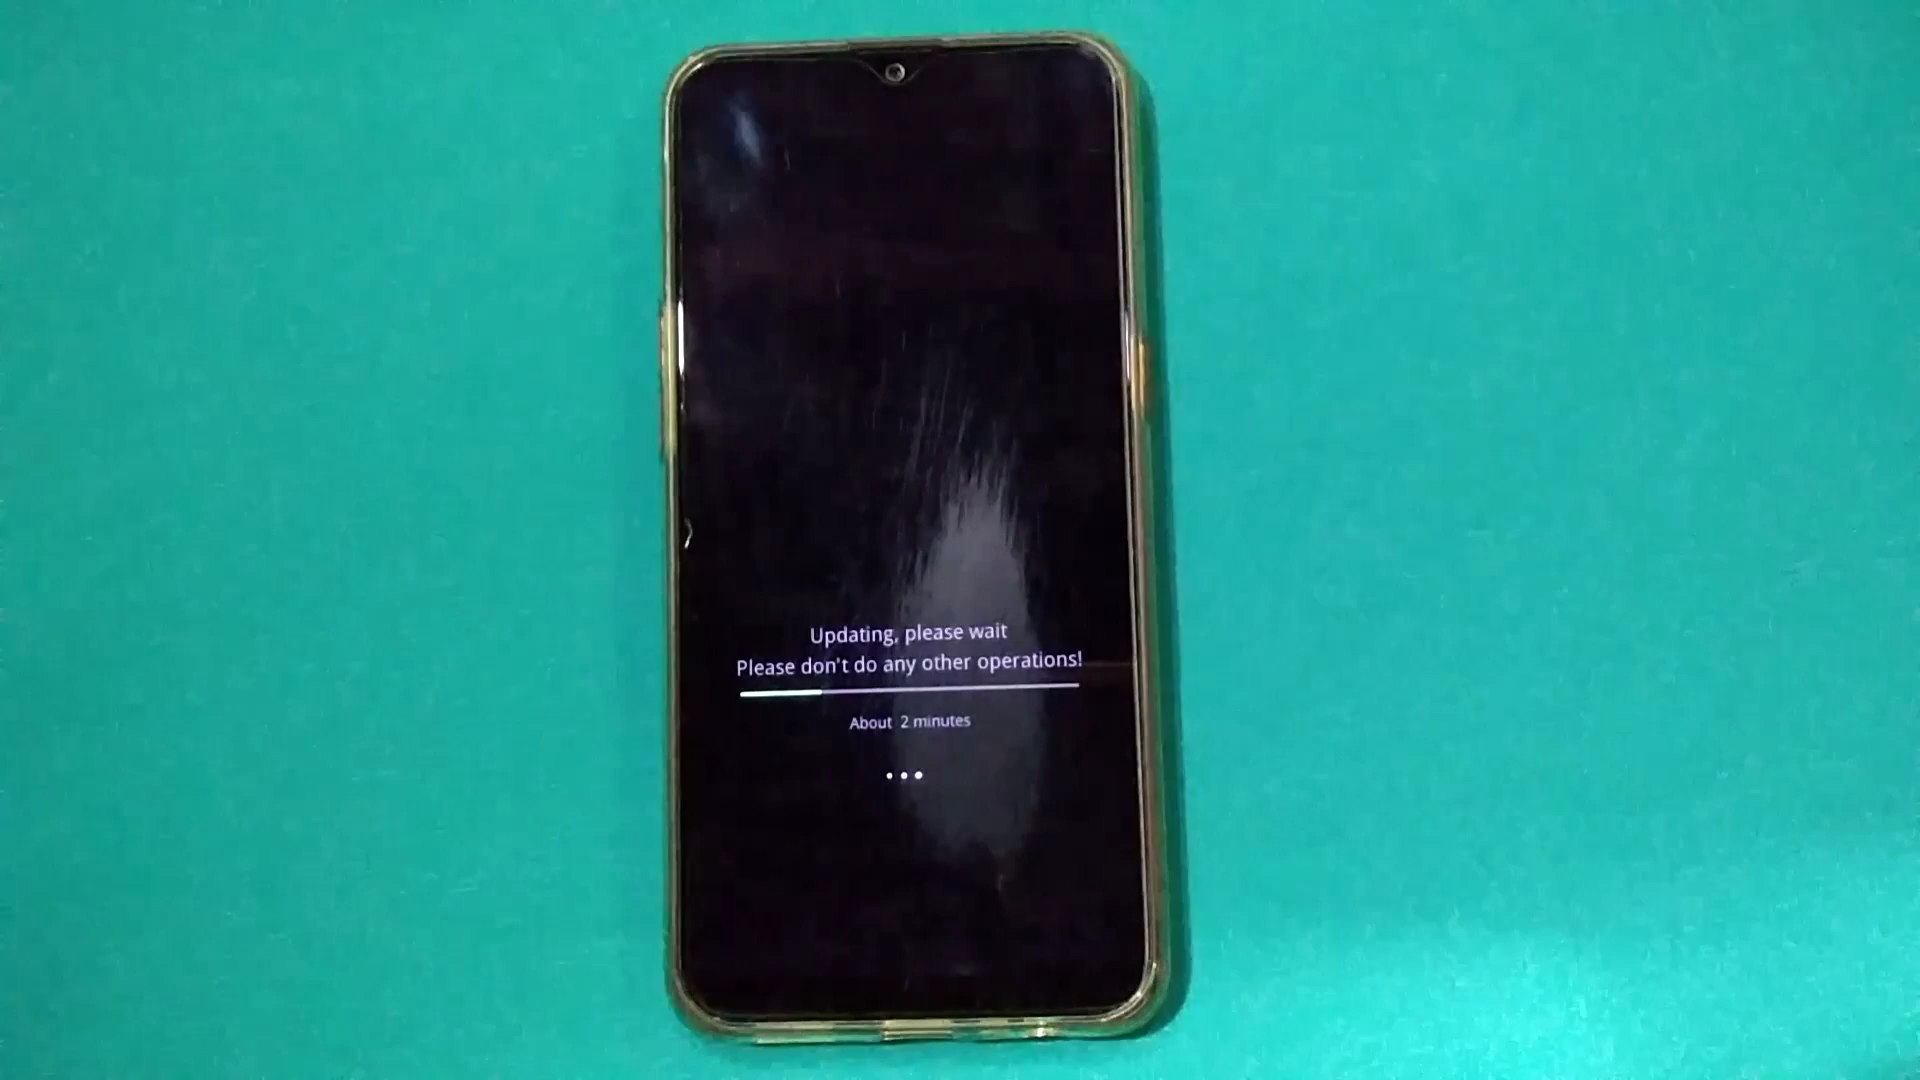 Updating, please wait
Please don't do any other operations!
About 2 minutes